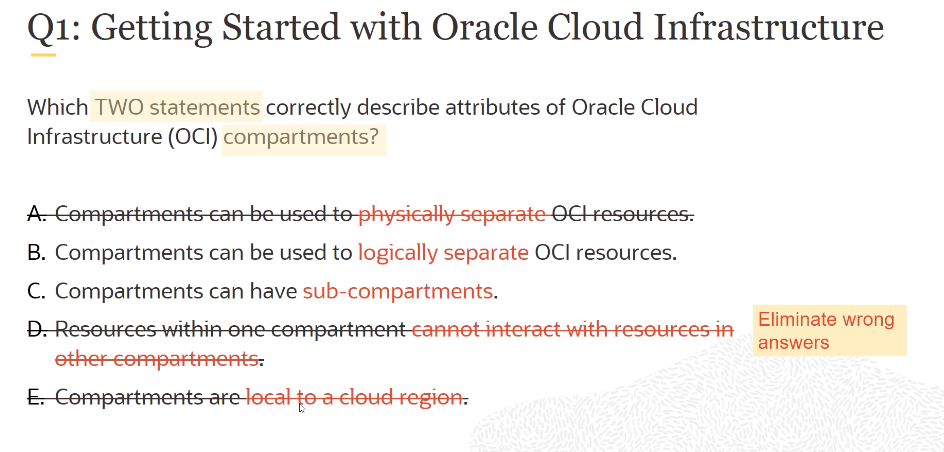 Q1: Getting Started with Oracle Cloud Infrastructure
Which TWO statements correctly describe attributes of Oracle Cloud
Infrastructure (OCI) compartments?
A. Compartments can be used to physically separate OCI resources.
B. Compartments can be used to logically separate OCI resources.
C. Compartments can have sub-compartments.
D. Resources within one compartment cannot interact with resources in
other compartments.
Eliminate wrong
answers
E. Compartments are local to a cloud region.